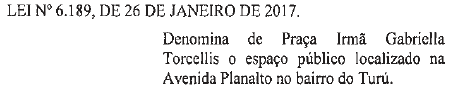 LEI Nº 6.189, DE 26 DE JANEIRO DE 2017.
Denomina de Praça Irmã Gabriella
Torcellis o espaço público localizado na
Avenida Planalto no bairro do Turú.